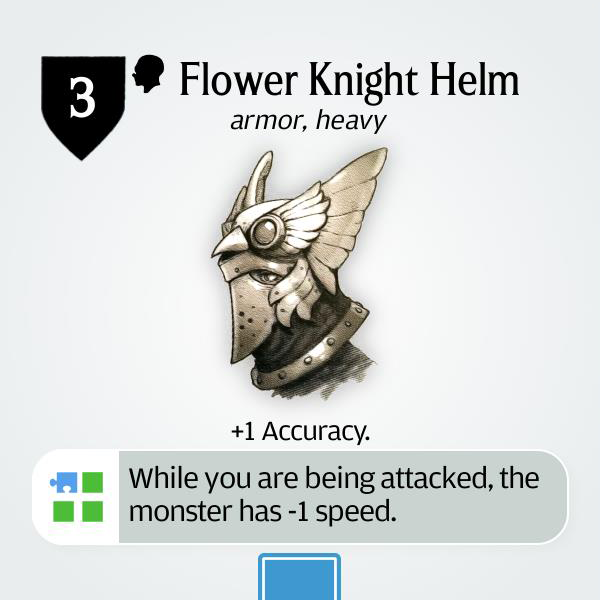 3
Flower Knight Helm
armor, heavy
+1 Accuracy.
While you are being attacked, the
monster has -1 speed.